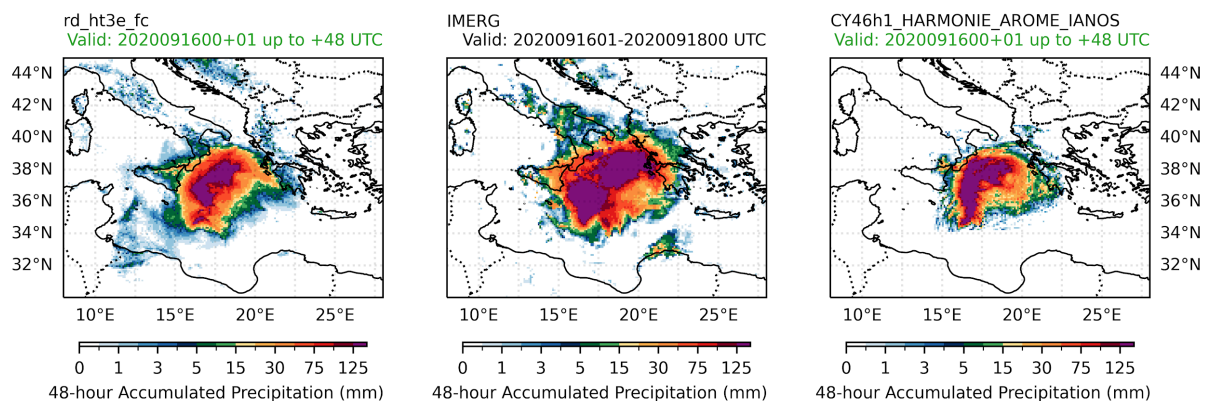 rd_ht3e_fc
Valid: 2020091600+01 up to +48 UTC
IMERG
Valid: 2020091601-2020091800 UTC
CY46h1_HARMONIE_AROME_IANOS
Valid: 2020091600+01 up to +48 UTC
44°N
42°N
40°N
38°N
36°N
34°N
32°N
44°N
42°N
40°N
38°N
36°N
34°N
32°N
10°E 15°E 20°E 25°E
10°E 15°E 20°E 25°E
10°E 15°E 20°E 25°E
0 1 3 5 15 30 75 125
0 1 3 5 15 30 75 125
0 1 3 5 15 30 75 125
48-hour Accumulated Precipitation (mm)
48-hour Accumulated Precipitation (mm)
48-hour Accumulated Precipitation (mm)